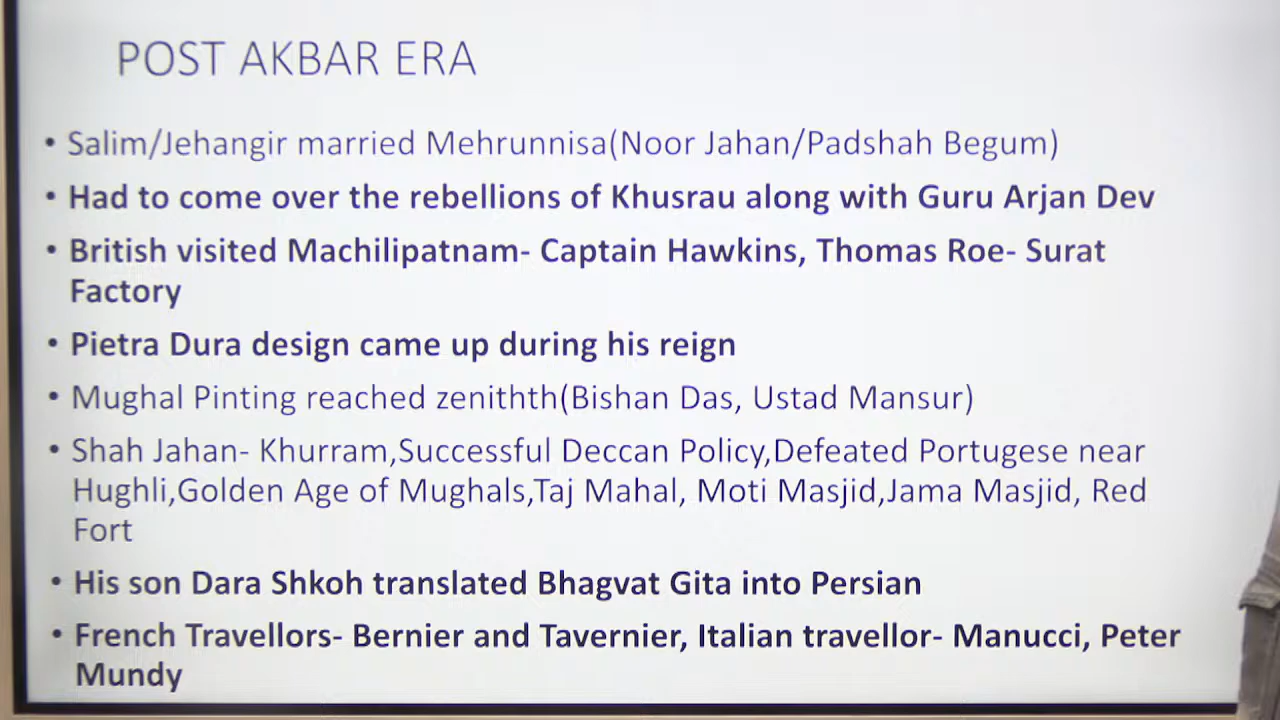 POST AKBAR ERA
• Salim/Jehangir married Mehrunnisa(Noor Jahan/Padshah Begum)
• Had to come over the rebellions of Khusrau along with Guru Arjan Dev
• British visited Machilipatnam- Captain Hawkins, Thomas Roe- Surat
Factory
• Pietra Dura design came up during his reign
• Mughal Pinting reached zenithth(Bishan Das, Ustad Mansur)
• Shah Jahan- Khurram,Successful Deccan Policy,Defeated Portugese near
Hughli,Golden Age of Mughals,Taj Mahal, Moti Masjid,Jama Masjid, Red
Fort
• His son Dara Shkoh translated Bhagvat Gita into Persian
• French Travellors- Bernier and Tavernier, Italian travellor- Manucci, Peter
Mundy